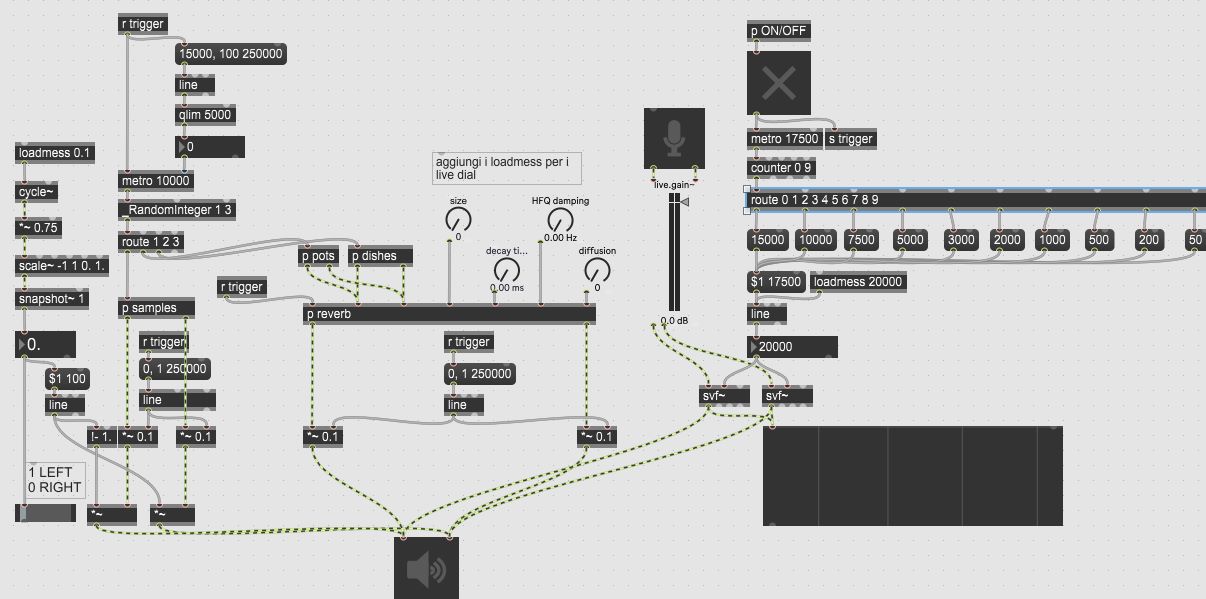 r trigger
15000, 100 250000
line
qlim 5000
0
loadmess 0.1
cycle~
*~ 0.75
scale~ -1 1 0. 1.
snapshot~ 1
0.
$1 100
line
1 LEFT
0 RIGHT
metro 10000
_RandomInteger 1 3
route 1 2 3
p samples
r trigger
0, 1 250000
line
!- 1.
*~ 0.1
*~ 0.1
*~
*~
aggiungi i loadmess per i
live dial
size
0
HFQ damping
0.00 Hz
decay ti...
0.00 ms
diffusion
0
p pots
p dishes
r trigger
p reverb
r trigger
0, 1 250000
line
*~ 0.1
*~ 0.1
live.gain~
0.0 dB
p ON/OFF
metro 17500
s trigger
counter 0 9
route 0 1 2 3 4 5 6 7 8 9
15000
10000
7500
5000
3000
2000
1000
500
200
50
$1 17500
loadmess 20000
line
20000
svf~
svf~